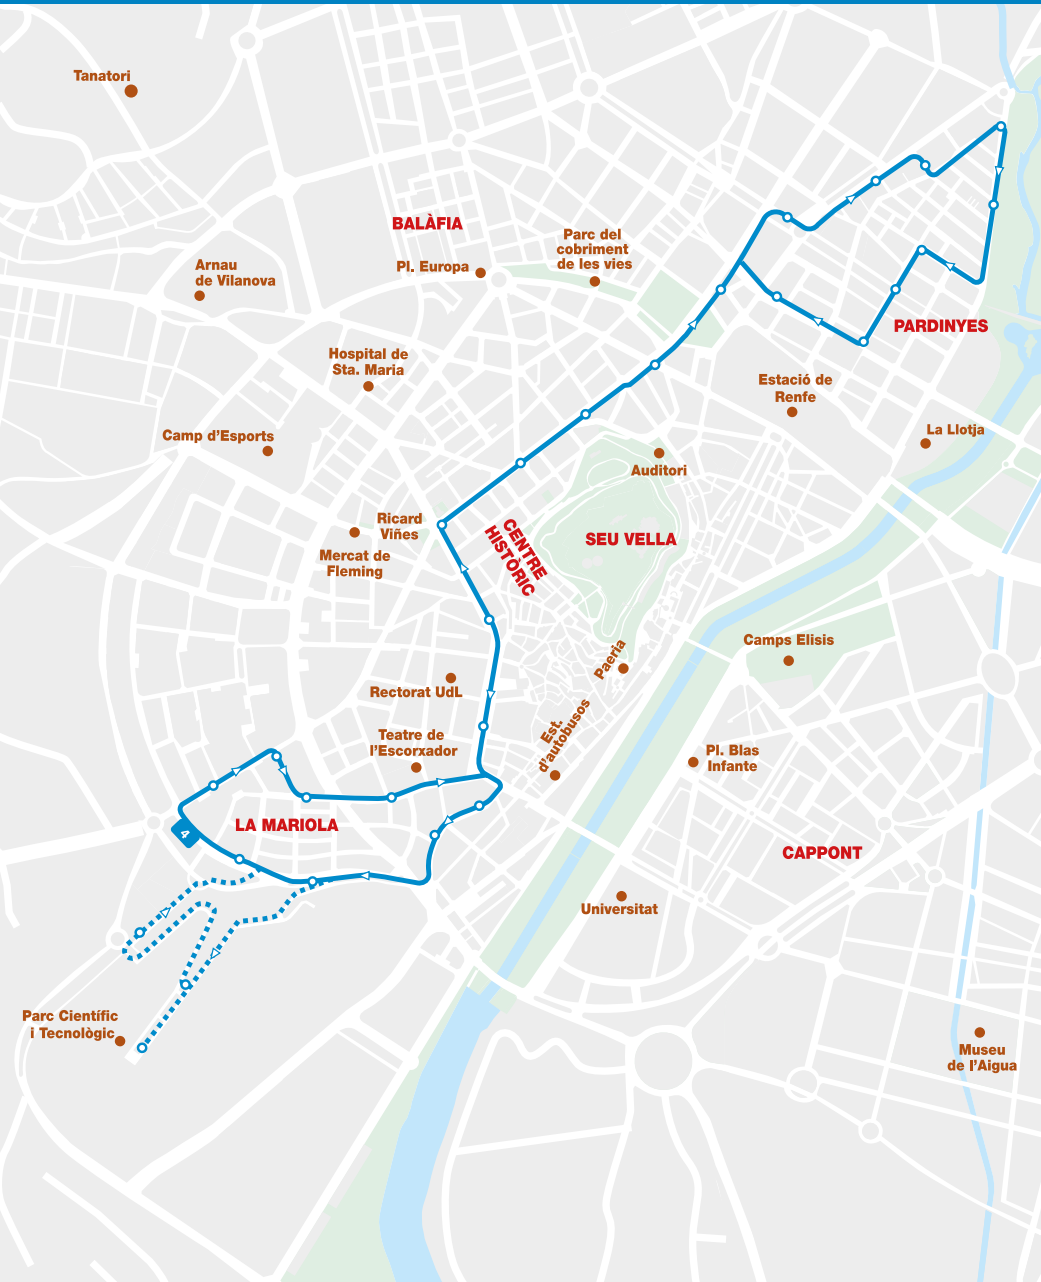 Tanatori
BALÀFIA
Parc del
cobriment
de les vies
Pl. Europa
Arnau
de Vilanova
PARDINYES
Hospital de
Sta. Maria
Estació de
Renfe
La Llotja
Camp d'Esports
Auditori
Ricard
Viñes
CENTRE
HISTÒRIC
SEU VELLA
Mercat de
Fleming
Camps Elisis
Paeria
Rectorat UdL
Est.
d'autobusos
Teatre de
l'Escorxador
Pl. Blas
Infante
LA MARIOLA
4
CAPPONT
Universitat
Parc Científic
i Tecnològic
Museu
de l'Aigua